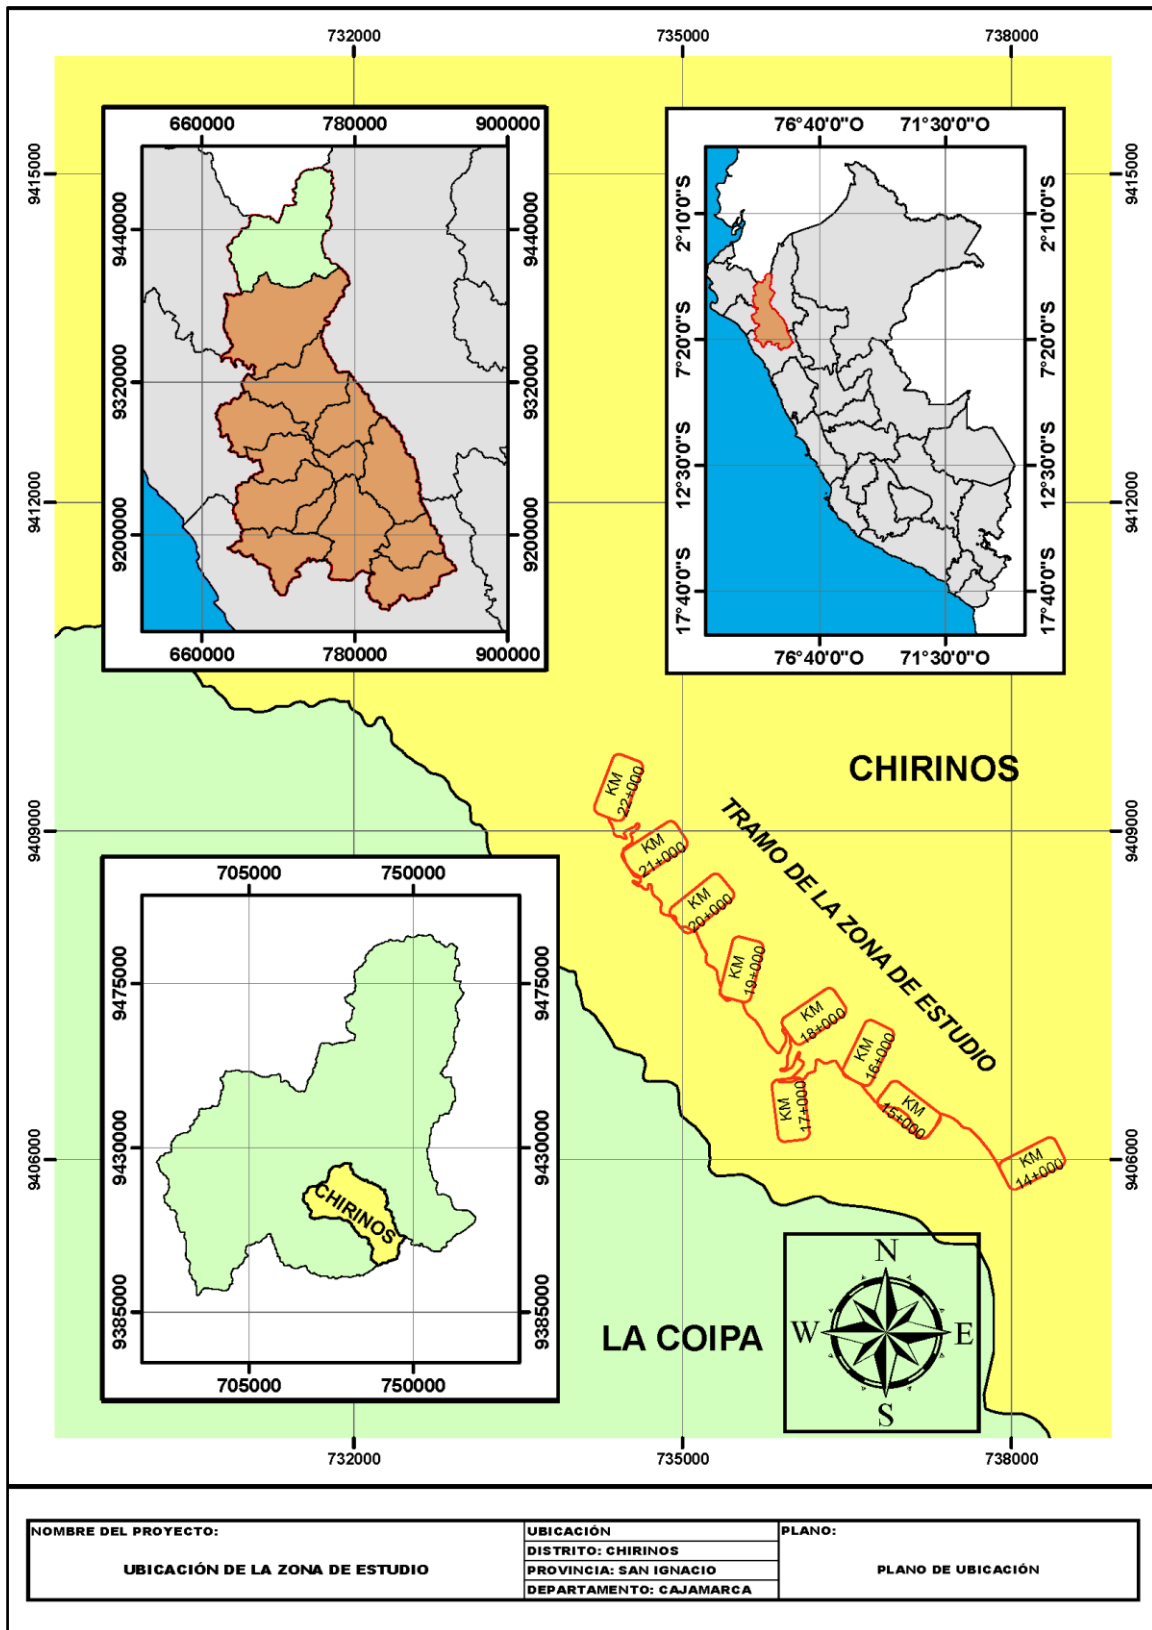 732000
735000
738000
9415000
9412000
9409000
9406000
9415000
9412000
9409000
9406000
732000
735000
738000
660000
780000
900000
9440000
9320000
9200000
9440000
9320000
9200000
660000
780000
900000
76°40'0"O
71°30'0"O
2°10'0"S
7°20'0"S
12°30'0"S
17°40'0"S
2°10'0"S
7°20'0"S
12°30'0"S
17°40'0"S
76°40'0"O
71°30'0"O
CHIRINOS
TRAMO DE LA ZONA DE ESTUDIO
KM
22+000
KM
21+000
KM
20+000
KM
19+000
KM
18+000
KM
17+000
KM
16+000
KM
15+000
KM
14+000
705000
750000
9475000
9430000
9385000
9475000
9430000
9385000
CHIRINOS
705000
750000
LA COIPA
N
W
E
S
NOMBRE DEL PROYECTO:
UBICACIÓN DE LA ZONA DE ESTUDIO
UBICACIÓN
DISTRITO: CHIRINOS
PROVINCIA: SAN IGNACIO
DEPARTAMENTO: CAJAMARCA
PLANO:
PLANO DE UBICACIÓN